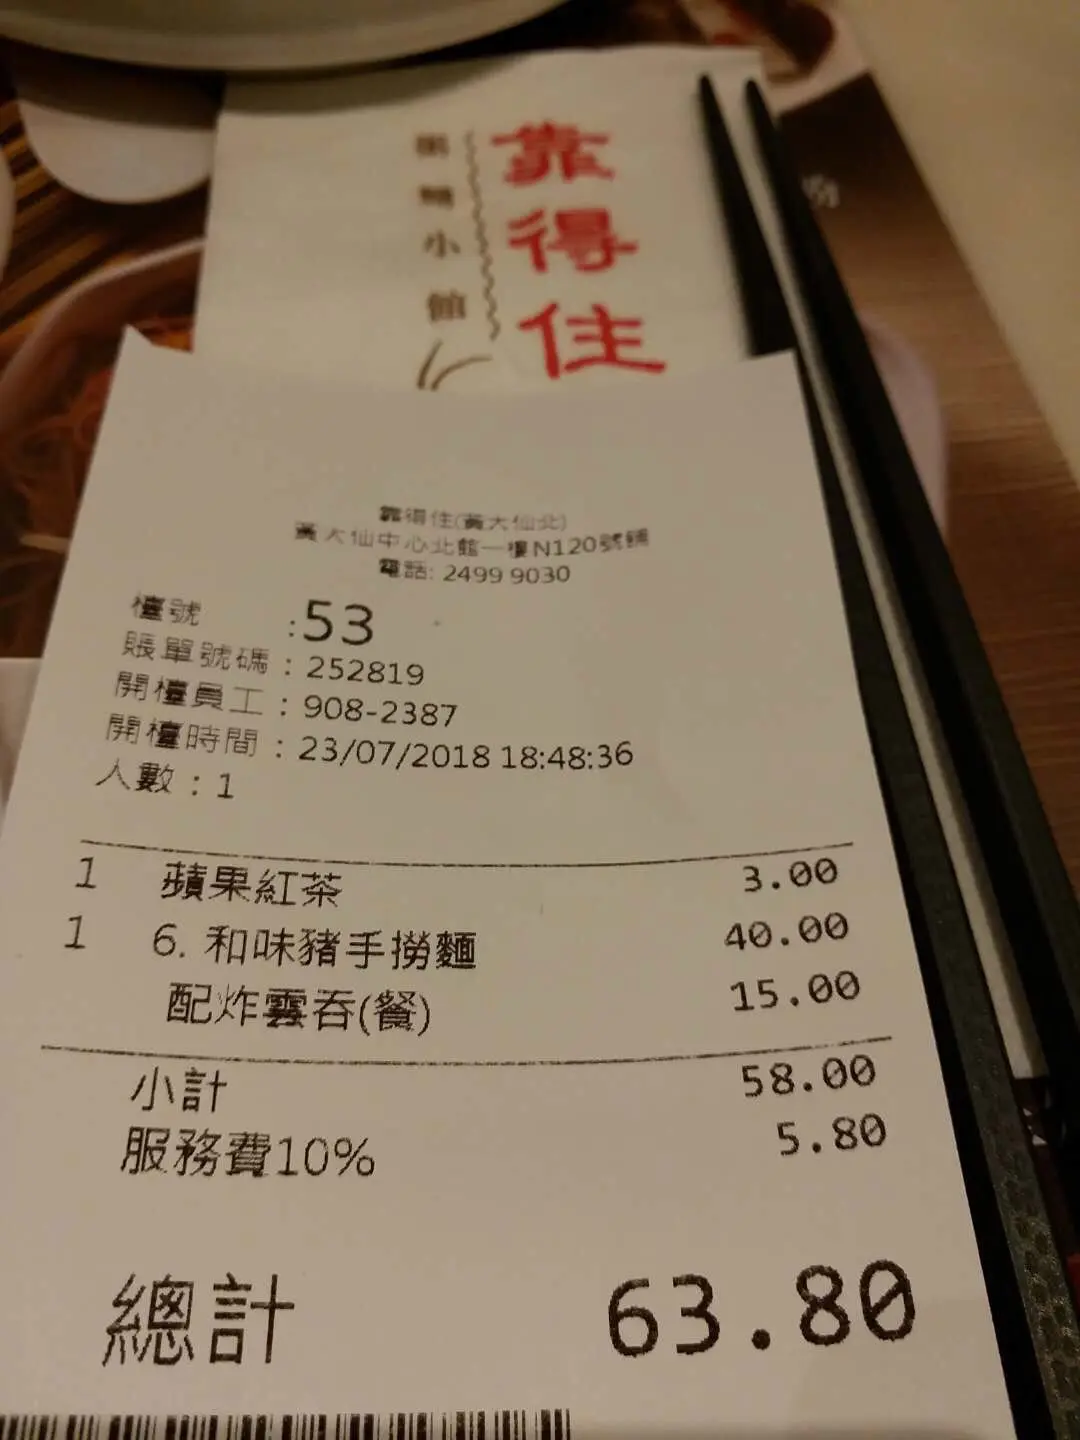 靠得住
粥麵小館
靠得住(黃大仙北)
黃大仙中心北館一樓N120號鋪
電話: 2499 9030
檯號 :53
賬單號碼 : 252819
開檯員工 : 908-2387
開檯時間 : 23/07/2018 18:48:36
人數 : 1
1 蘋果紅茶 3.00
1 6. 和味豬手撈麵 40.00
配炸雲吞(餐) 15.00
小計 58.00
服務費10% 5.80
總計 63.80